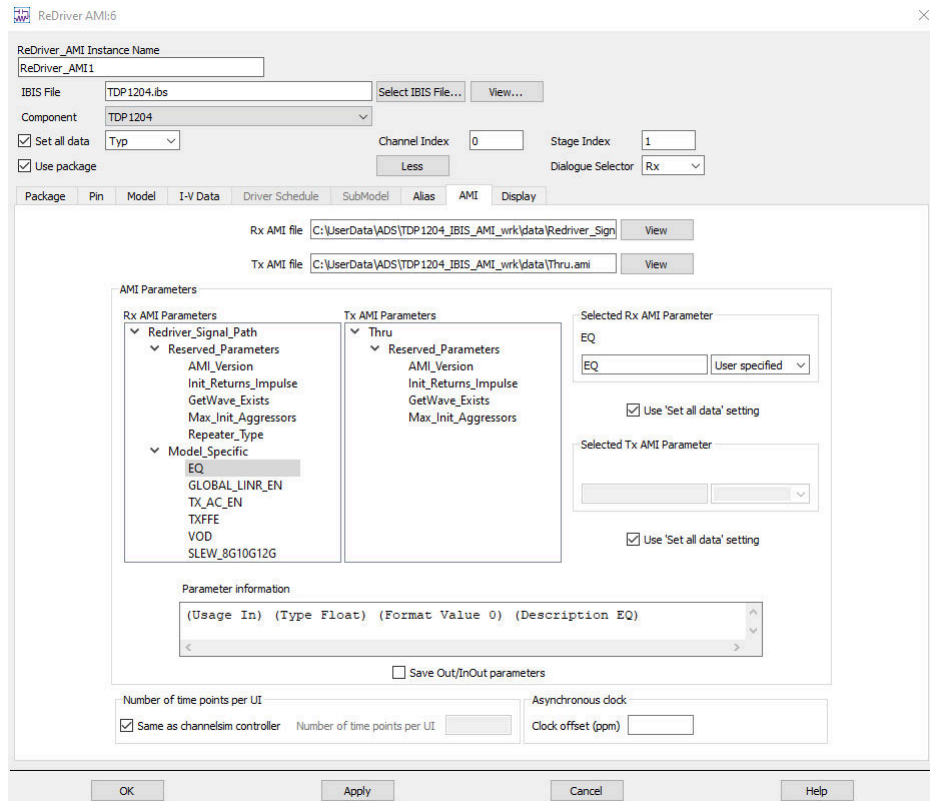 ReDriver AMI:6
ReDriver_AMI Instance Name
ReDriver_AMI1
IBIS File TDP1204.ibs Select IBIS File... View...
Component TDP1204
Set all data Typ Channel Index 0 Stage Index 1
Use package Less Dialogue Selector Rx
Package Pin Model I-V Data Driver Schedule SubModel Alias AMI Display
Rx AMI file C:\UserData\ADS\TDP1204_IBIS_AMI_wrk\data\Redriver_Sign View
Tx AMI file C:\UserData\ADS\TDP1204_IBIS_AMI_wrk\data\Thru.ami View
AMI Parameters
Rx AMI Parameters
Redriver_Signal_Path
Reserved_Parameters
AMI_Version
Init_Returns_Impulse
GetWave_Exists
Max_Init_Aggressors
Repeater_Type
Model_Specific
EQ
GLOBAL_LINR_EN
TX_AC_EN
TXFFE
VOD
SLEW_8G10G12G
Tx AMI Parameters
Thru
Reserved_Parameters
AMI_Version
Init_Returns_Impulse
GetWave_Exists
Max_Init_Aggressors
Selected Rx AMI Parameter
EQ
EQ User specified
Use 'Set all data' setting
Selected Tx AMI Parameter
Use 'Set all data' setting
Parameter information
(Usage In) (Type Float) (Format Value 0) (Description EQ)
Save Out/InOut parameters
Number of time points per UI
Same as channelsim controller Number of time points per UI
Asynchronous clock
Clock offset (ppm)
OK Apply Cancel Help